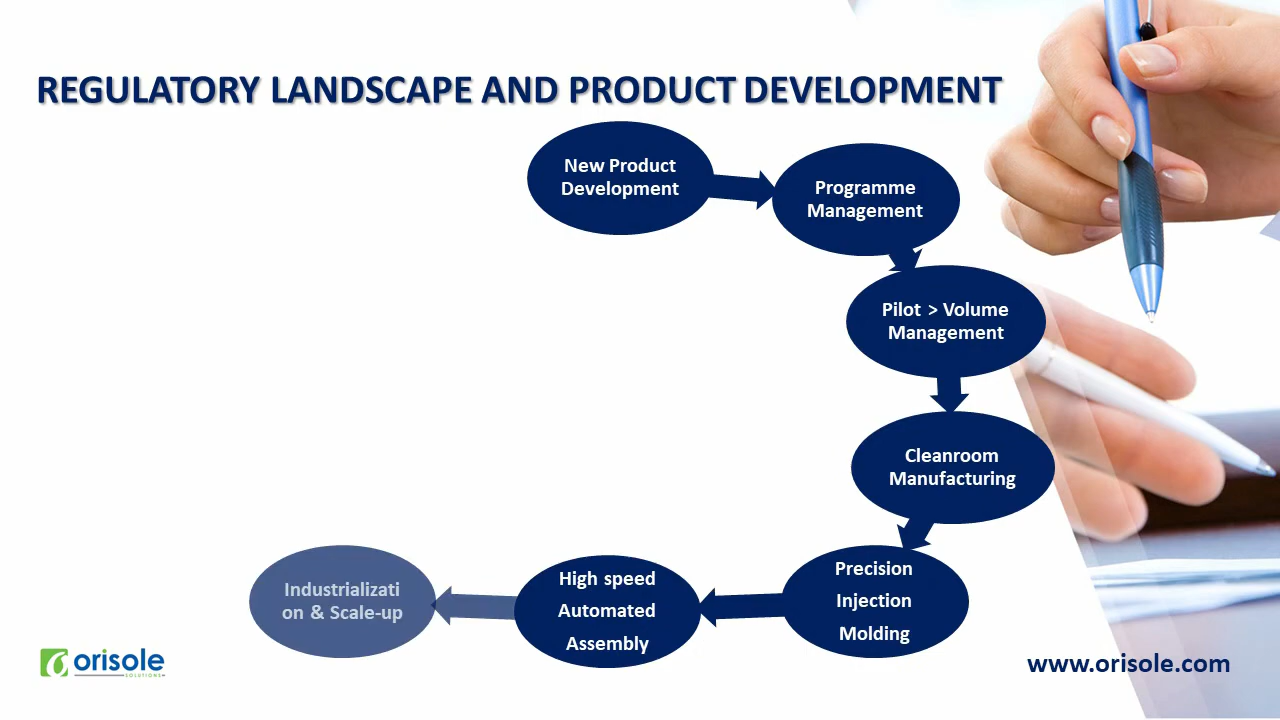 REGULATORY LANDSCAPE AND PRODUCT DEVELOPMENT
New Product
Development
Programme
Management
Pilot > Volume
Management
Cleanroom
Manufacturing
Precision
Injection
Molding
High speed
Automated
Assembly
Industrializati
on & Scale-up
orisole
SOLUTIONS
www.orisole.com